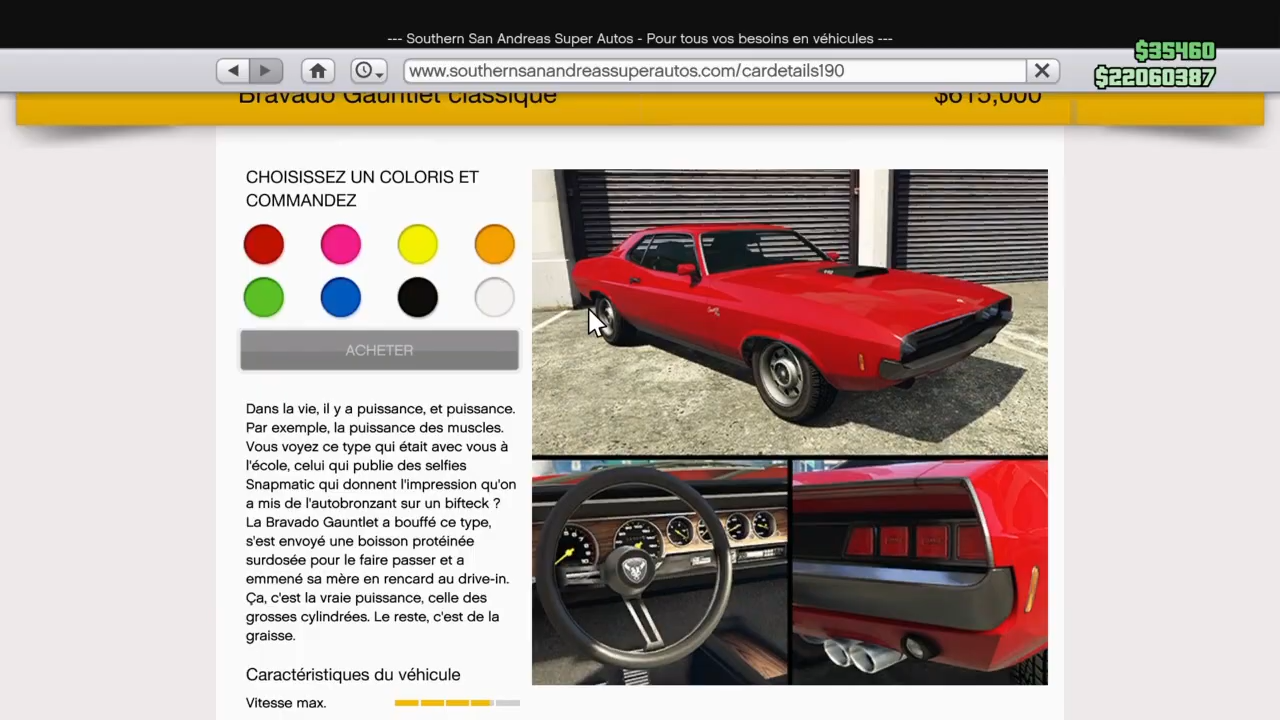 --- Southern San Andreas Super Autos - Pour tous vos besoins en véhicules ---
www.southernsanandreassuperautos.com/cardetails190
$35460
$22060387
Bravado Gauntlet classique
$615,000
CHOISISSEZ UN COLORIS ET
COMMANDEZ
ACHETER
Dans la vie, il y a puissance, et puissance.
Par exemple, la puissance des muscles.
Vous voyez ce type qui était avec vous à
l'école, celui qui publie des selfies
Snapmatic qui donnent l'impression qu'on
a mis de l'autobronzant sur un bifteck ?
La Bravado Gauntlet a bouffé ce type,
s'est envoyé une boisson protéinée
surdosée pour le faire passer et a
emmené sa mère en rencard au drive-in.
Ça, c'est la vraie puissance, celle des
grosses cylindrées. Le reste, c'est de la
graisse.
Caractéristiques du véhicule
Vitesse max.